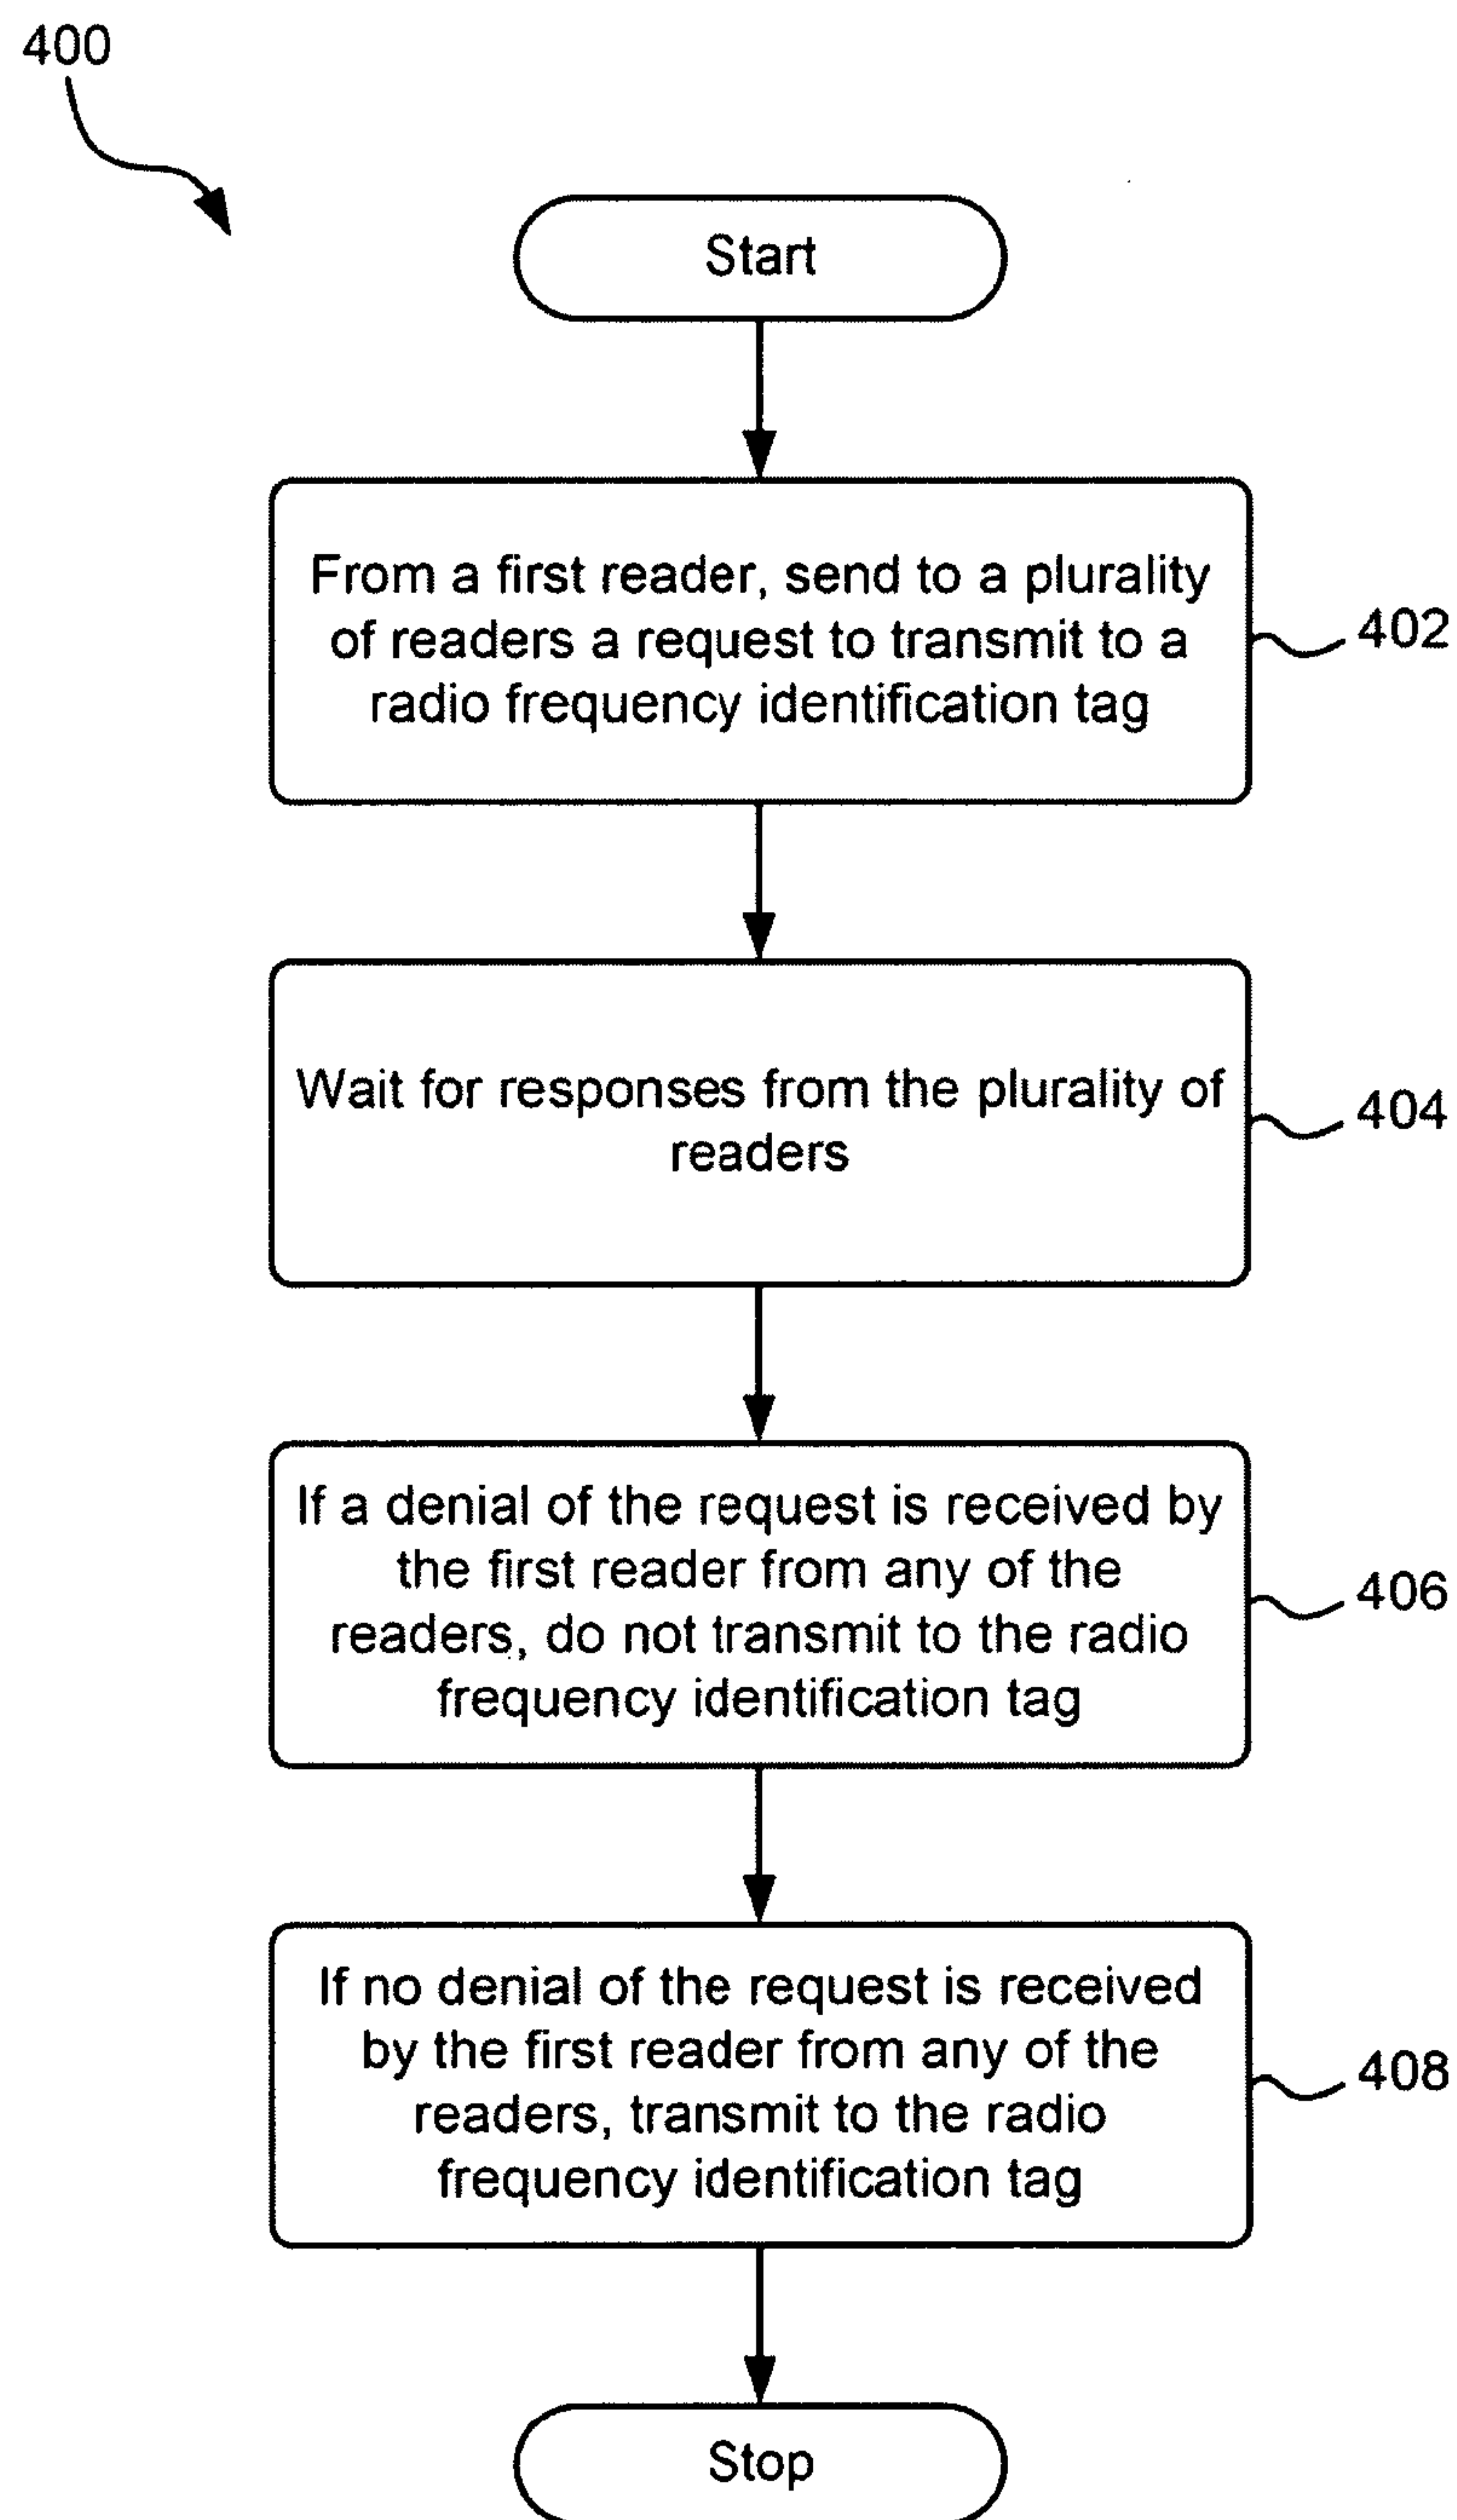 400
Start
From a first reader, send to a plurality
of readers a request to transmit to a
radio frequency identification tag
402
Wait for responses from the plurality of
readers
404
If a denial of the request is received by
the first reader from any of the
readers, do not transmit to the radio
frequency identification tag
406
If no denial of the request is received
by the first reader from any of the
readers, transmit to the radio
frequency identification tag
408
Stop